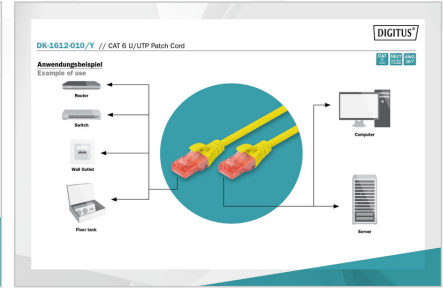 DIGITUS®
DK-1612-010/Y // CAT 6 U/UTP Patch Cord
Anwendungsbeispiel
Example of use
Router
Switch
Wall Outlet
Floor tank
Computer
Server